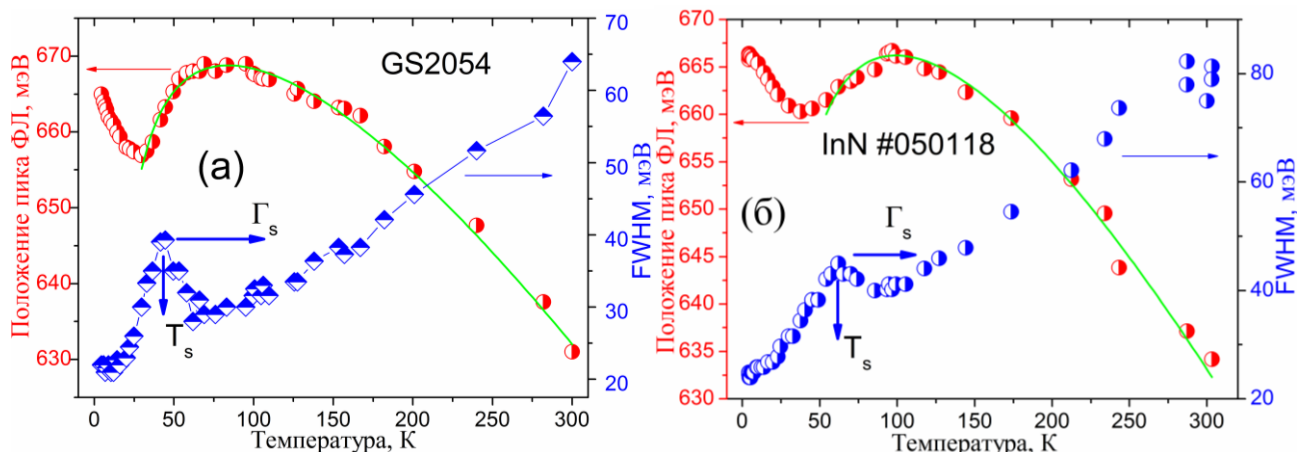 Положение пика ФЛ, мэВ
670
660
650
640
630
GS2054
(а)
Γs
Ts
70
60
50
40
30
20
FWHM, мэВ
0 50 100 150 200 250 300
Температура, К
Положение пика ФЛ, мэВ
670
665
660
655
650
645
640
635
630
InN #050118
(б)
Γs
Ts
80
60
40
20
FWHM, мэВ
0 50 100 150 200 250 300
Температура, К